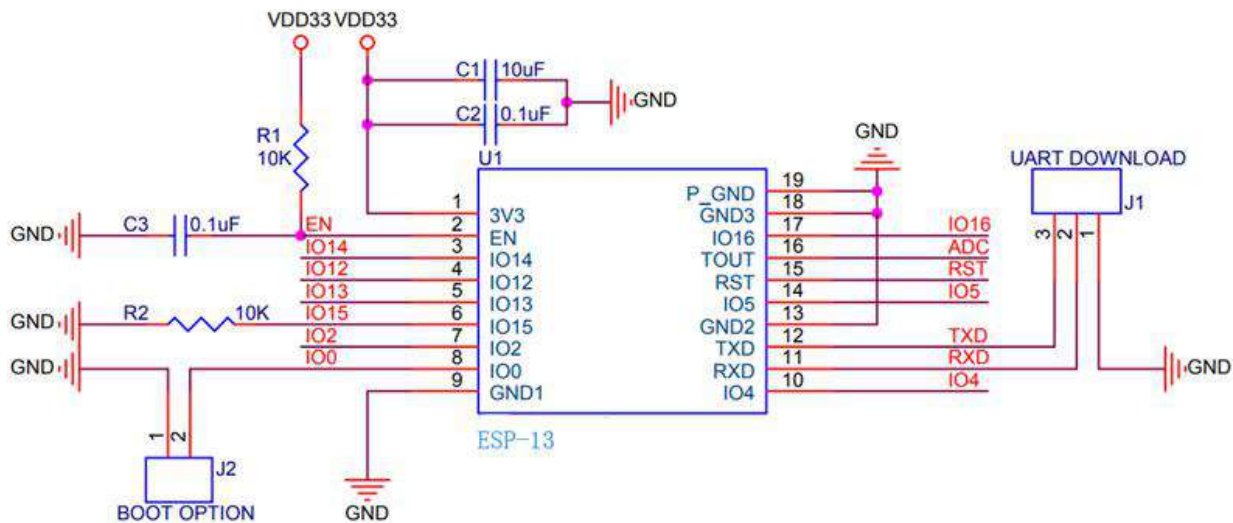 VDD33 VDD33
C1 10uF
GND
C2 0.1uF
R1
10K
U1
GND
UART DOWNLOAD
J1
3 2 1
GND C3 0.1uF
EN
IO14
IO12
IO13
R2 10K IO15
GND
IO2
GND IO0
1 3V3
2 EN
3 IO14
4 IO12
5 IO13
6 IO15
7 IO2
8 IO0
9 GND1
P_GND 19
GND3 18
IO16 17 IO16
TOUT 16 ADC
RST 15 RST
IO5 14 IO5
GND2 13
TXD 12 TXD
RXD 11 RXD
IO4 10 IO4
GND
ESP-13
1 2
J2
BOOT OPTION
GND